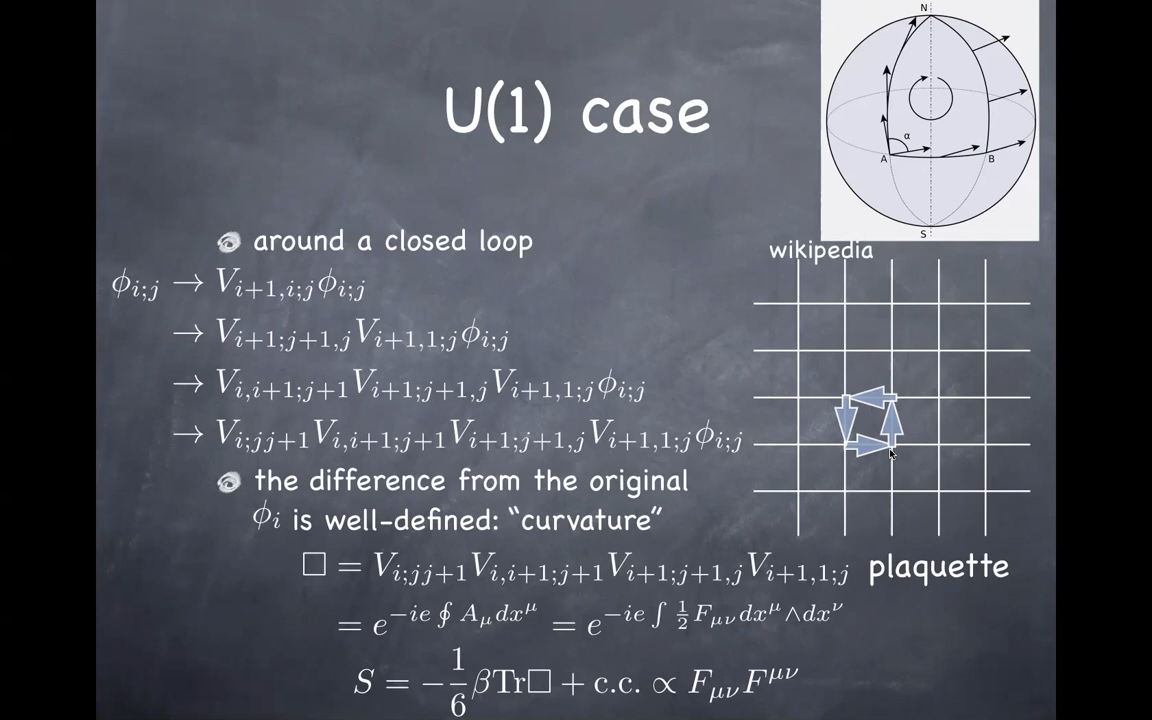 N
α
A
B
S
wikipedia
U(1) case
around a closed loop
ϕ_{i;j} → V_{i+1,i;j}ϕ_{i;j}
→ V_{i+1;j+1,j}V_{i+1,1;j}ϕ_{i;j}
→ V_{i,i+1;j+1}V_{i+1;j+1,j}V_{i+1,1;j}ϕ_{i;j}
→ V_{i;jj+1}V_{i,i+1;j+1}V_{i+1;j+1,j}V_{i+1,1;j}ϕ_{i;j}
the difference from the original
ϕ_i is well-defined: “curvature”
□ = V_{i;jj+1}V_{i,i+1;j+1}V_{i+1;j+1,j}V_{i+1,1;j} plaquette
= e^{-ie ∮ A_μ dx^μ} = e^{-ie ∫ \frac{1}{2} F_{μν} dx^μ ∧ dx^ν}
S = -\frac{1}{6}βTr□ + c.c. ∝ F_{μν}F^{μν}